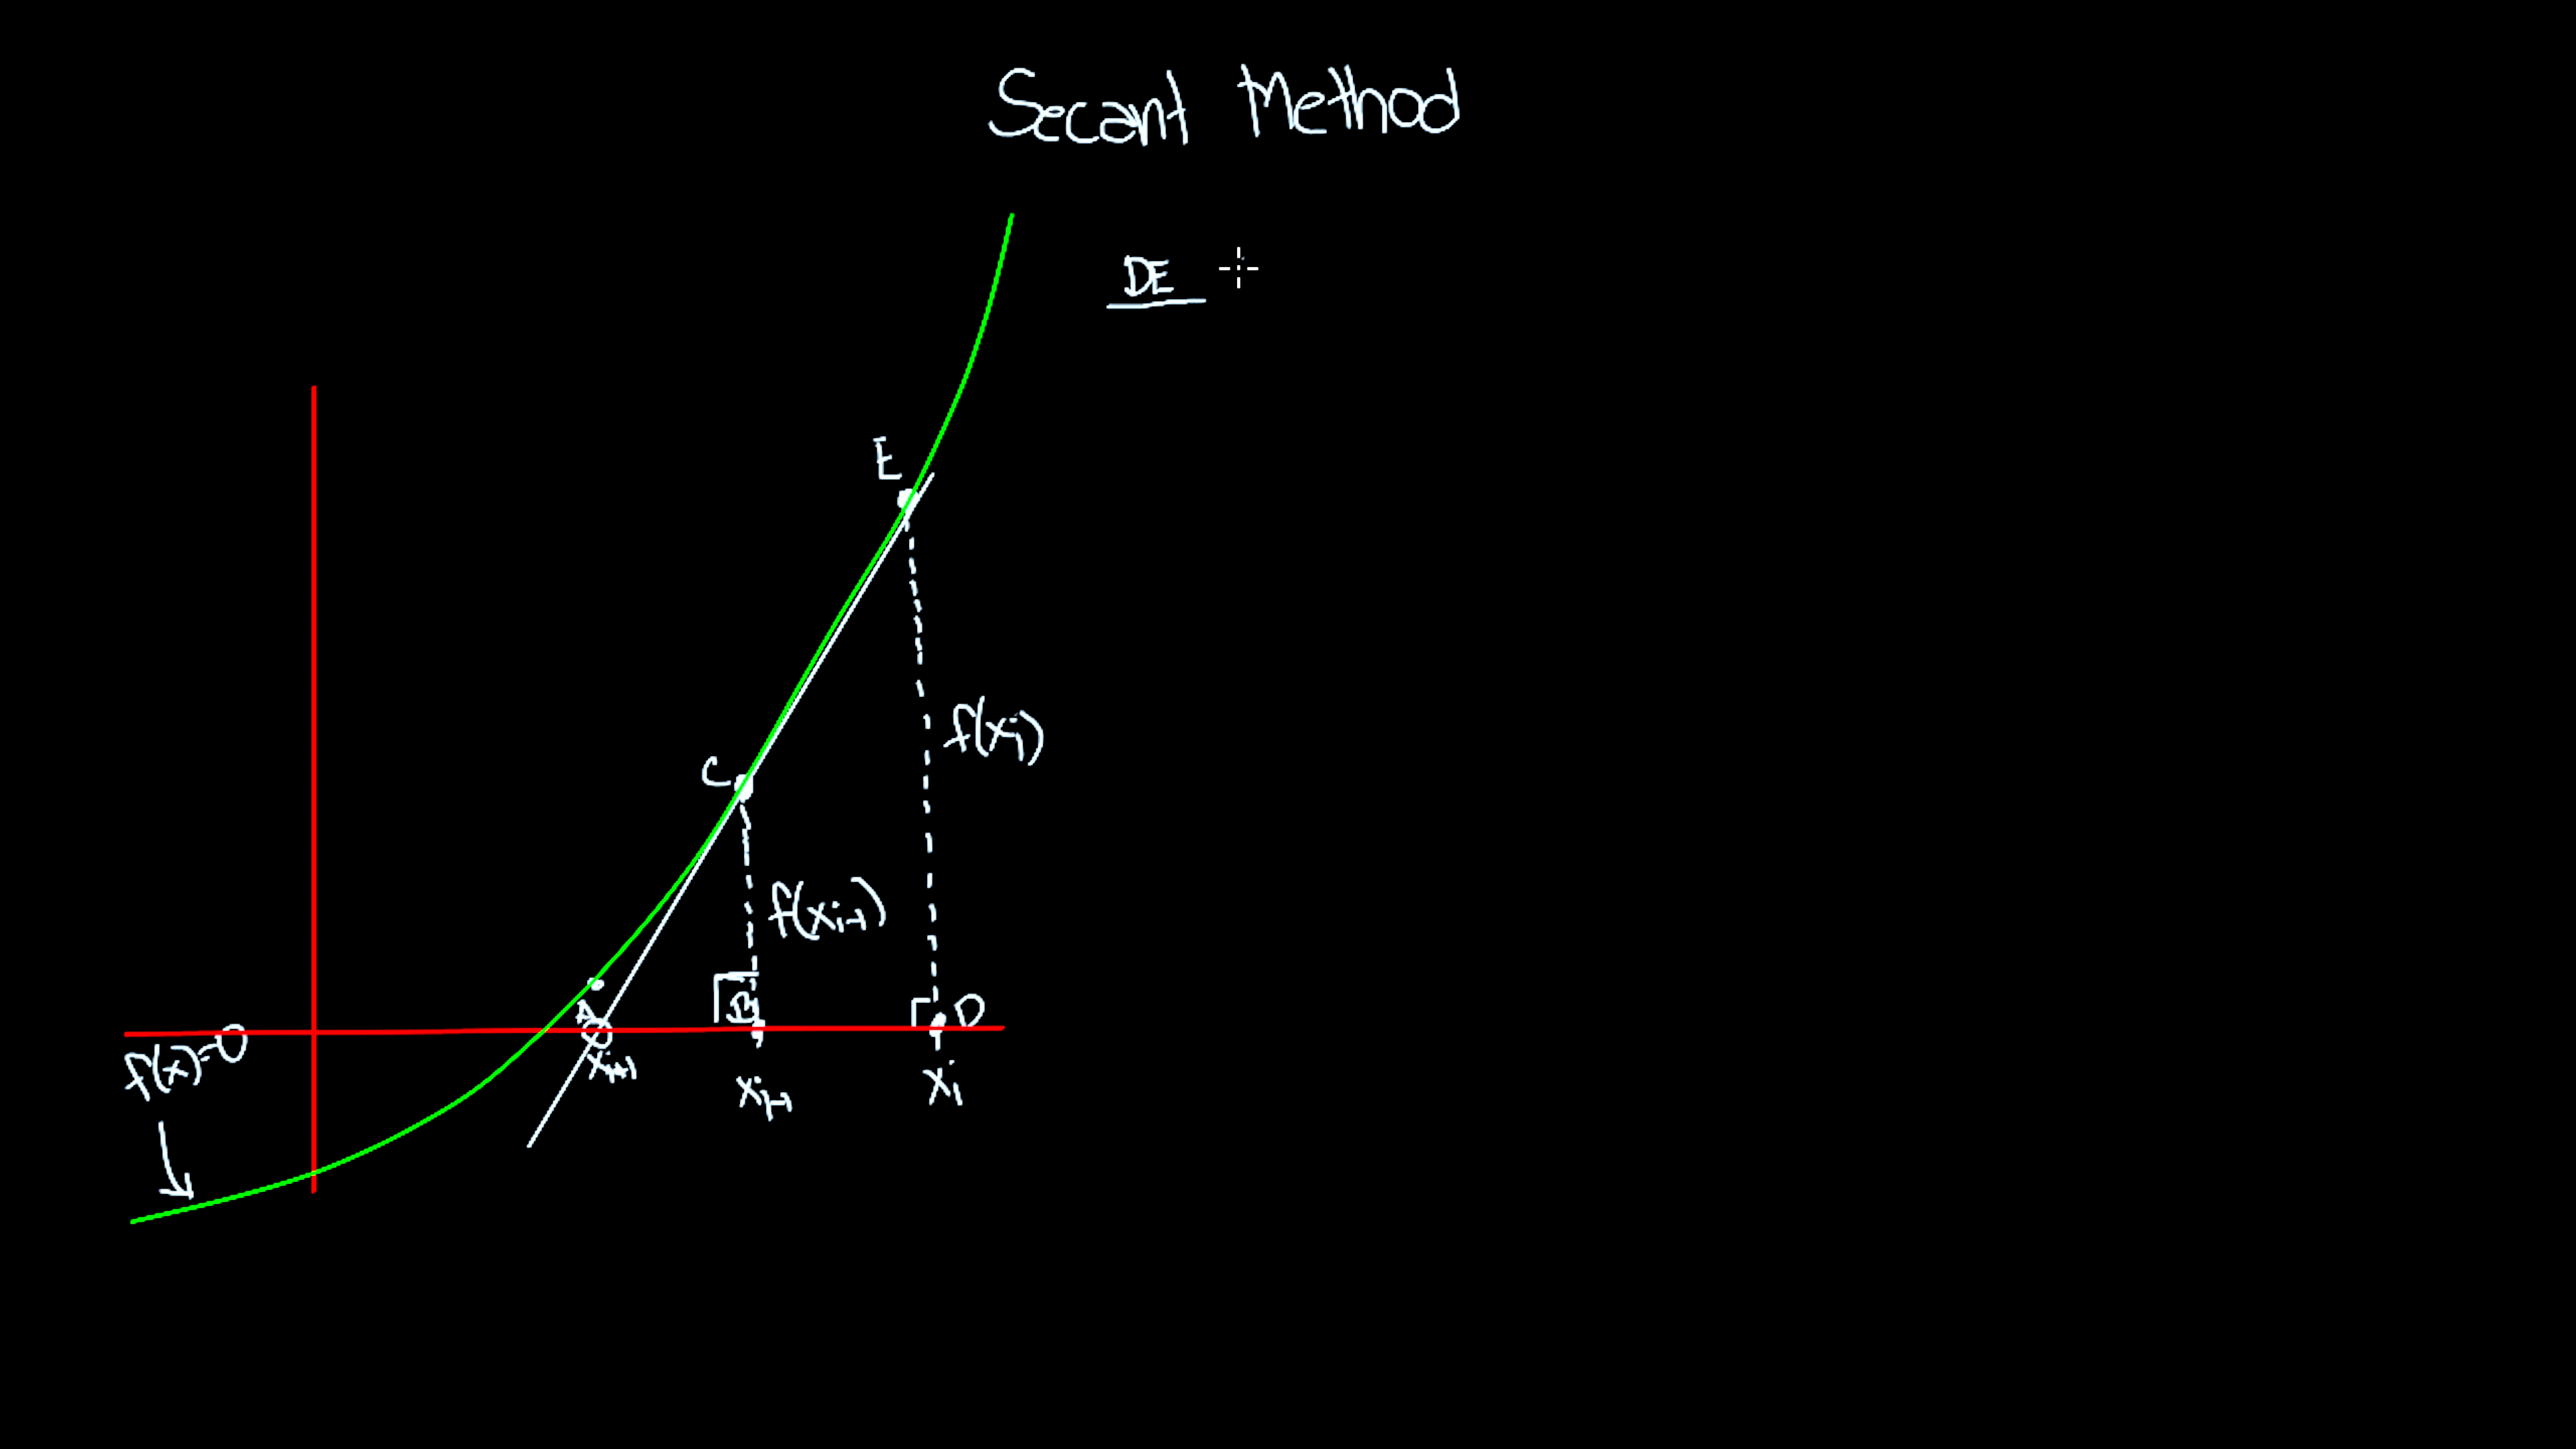 Secant Method
DE
E
f(xi)
C
f(xi-1)
A
B
D
f(x)=0
xi+1
xi-1
xi